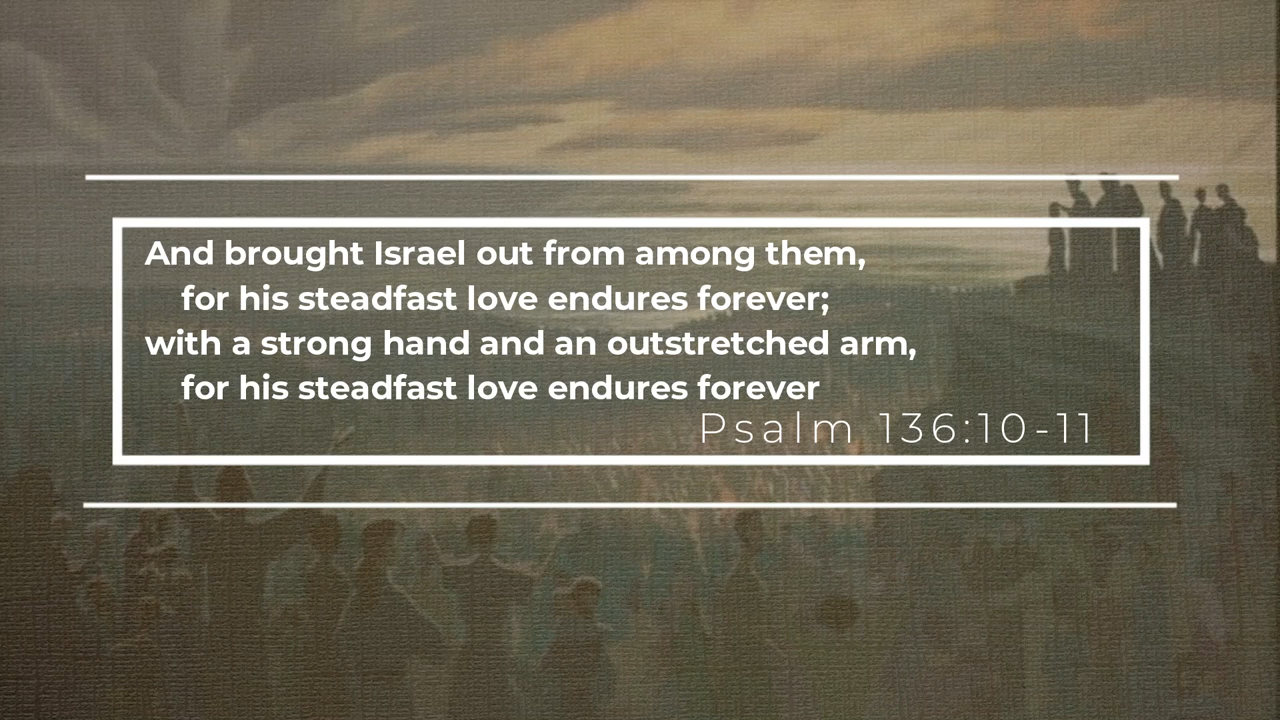 And brought Israel out from among them,
for his steadfast love endures forever;
with a strong hand and an outstretched arm,
for his steadfast love endures forever
Psalm 136:10-11